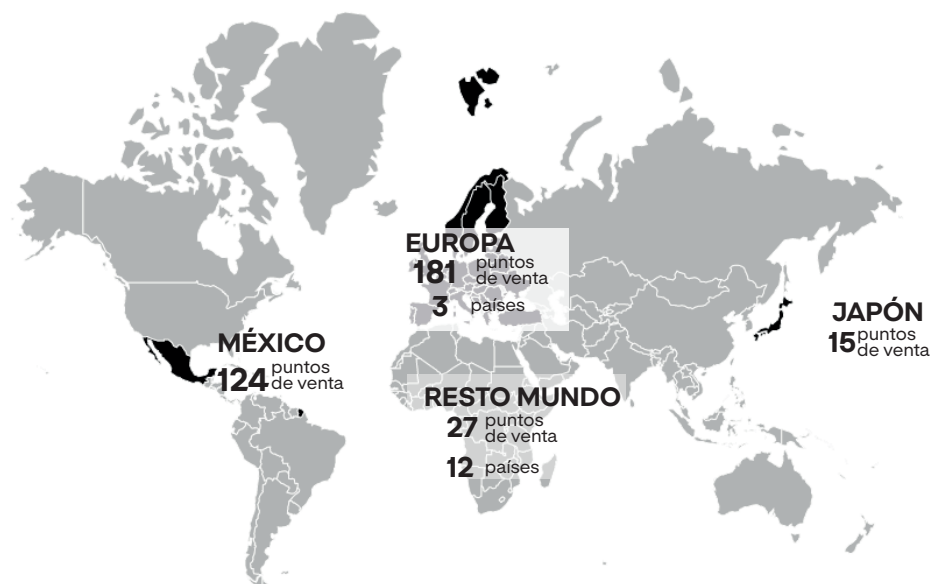 EUROPA
181 puntos
de venta
3 países
JAPÓN
15 puntos
de venta
MÉXICO
124 puntos
de venta
RESTO MUNDO
27 puntos
de venta
12 países